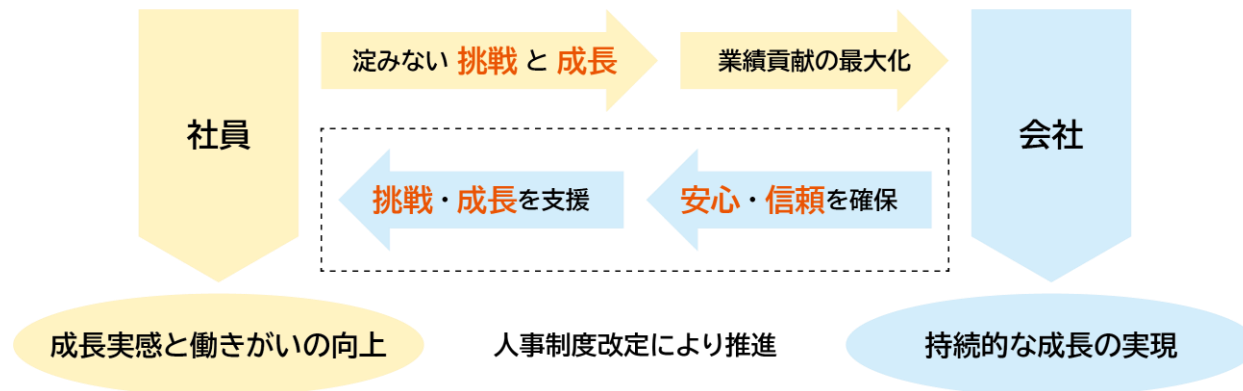 淀みない 挑戦 と 成長
業績貢献の最大化
社員
会社
挑戦・成長を支援
安心・信頼を確保
成長実感と働きがいの向上
人事制度改定により推進
持続的な成長の実現